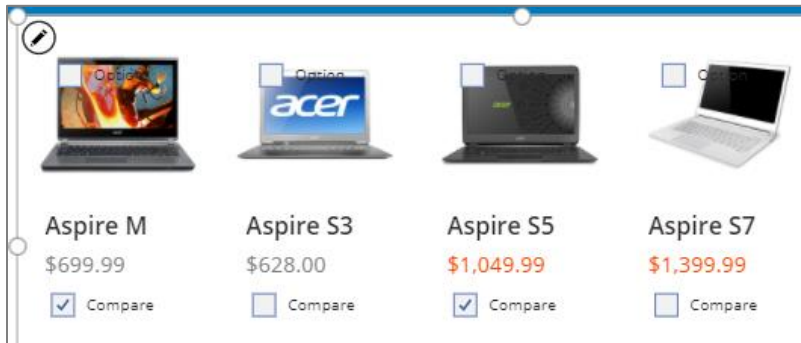 Option Option Option Option
acer
acer
Aspire M Aspire S3 Aspire S5 Aspire S7
$699.99 $628.00 $1,049.99 $1,399.99
Compare Compare Compare Compare